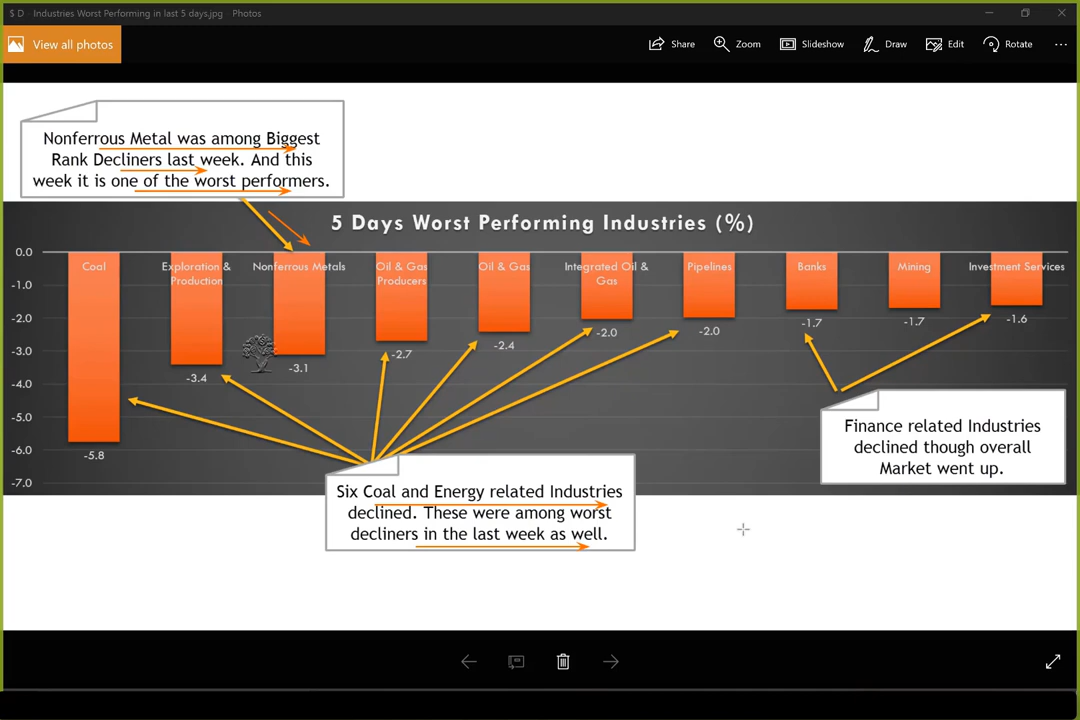 $ D    Industries Worst Performing in last 5 days.jpg  -  Photos
View all photos
Share
Zoom
Slideshow
Draw
Edit
Rotate
Nonferrous Metal was among Biggest
Rank Decliners last week. And this
week it is one of the worst performers.
5 Days Worst Performing Industries (%)
0.0
-1.0
-2.0
-3.0
-4.0
-5.0
-6.0
-7.0
Coal
Exploration &
Production
Nonferrous Metals
Oil & Gas
Producers
Oil & Gas
Integrated Oil &
Gas
Pipelines
Banks
Mining
Investment Services
-5.8
-3.4
-3.1
-2.7
-2.4
-2.0
-2.0
-1.7
-1.7
-1.6
Finance related Industries
declined though overall
Market went up.
Six Coal and Energy related Industries
declined. These were among worst
decliners in the last week as well.